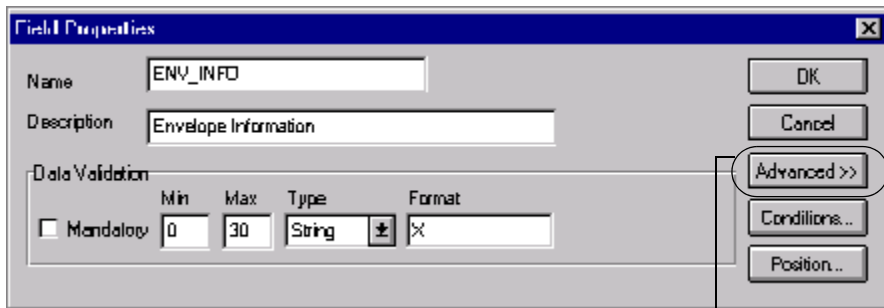 Field Properties
Name ENV_INFO OK
Description Envelope Information Cancel
Data Validation Advanced >>
Min Max Type Format
Mandatory 0 30 String X Conditions...
Position...